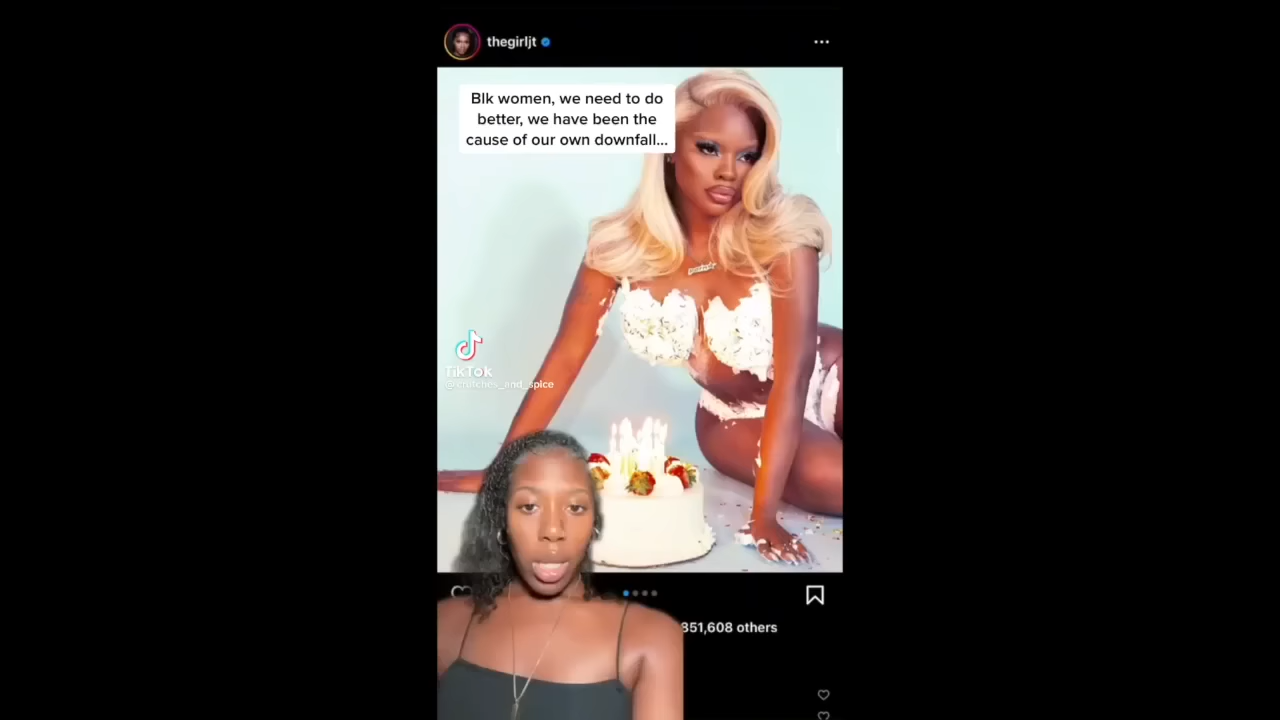 thegirljt
Blk women, we need to do
better, we have been the
cause of our own downfall...
TikTok
@crutches_and_spice
351,608 others